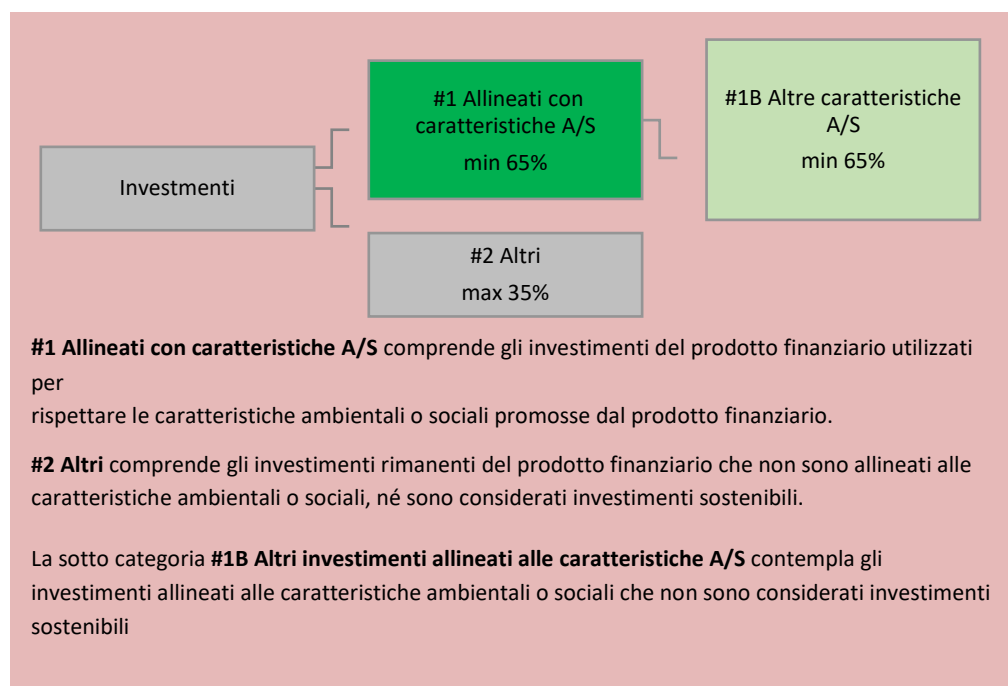 #1 Allineati con
caratteristiche A/S
min 65%
#1B Altre caratteristiche
A/S
min 65%
Investmenti
#2 Altri
max 35%
#1 Allineati con caratteristiche A/S comprende gli investimenti del prodotto finanziario utilizzati
per
rispettare le caratteristiche ambientali o sociali promosse dal prodotto finanziario.
#2 Altri comprende gli investimenti rimanenti del prodotto finanziario che non sono allineati alle
caratteristiche ambientali o sociali, né sono considerati investimenti sostenibili.
La sotto categoria #1B Altri investimenti allineati alle caratteristiche A/S contempla gli
investimenti allineati alle caratteristiche ambientali o sociali che non sono considerati investimenti
sostenibili